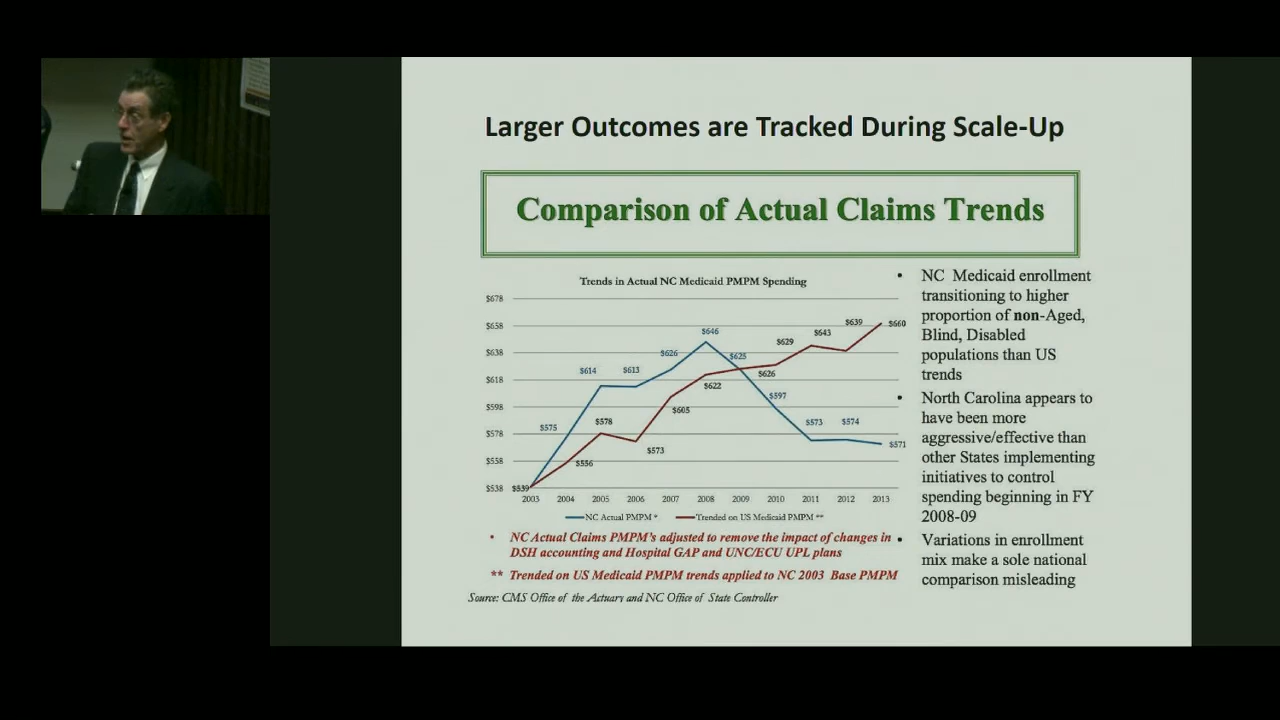 Larger Outcomes are Tracked During Scale-Up
Comparison of Actual Claims Trends
Trends in Actual NC Medicaid PMPM Spending
$678
$658
$638
$618
$598
$578
$558
$538
$539
$575
$614
$613
$626
$646
$625
$597
$573
$574
$571
$556
$578
$573
$605
$622
$626
$629
$643
$639
$660
2003 2004 2005 2006 2007 2008 2009 2010 2011 2012 2013
NC Actual PMPM * Trended on US Medicaid PMPM **
• NC Actual Claims PMPM's adjusted to remove the impact of changes in
DSH accounting and Hospital GAP and UNC/ECU UPL plans
** Trended on US Medicaid PMPM trends applied to NC 2003 Base PMPM
Source: CMS Office of the Actuary and NC Office of State Controller
• NC Medicaid enrollment
transitioning to higher
proportion of non-Aged,
Blind, Disabled
populations than US
trends
• North Carolina appears to
have been more
aggressive/effective than
other States implementing
initiatives to control
spending beginning in FY
2008-09
• Variations in enrollment
mix make a sole national
comparison misleading